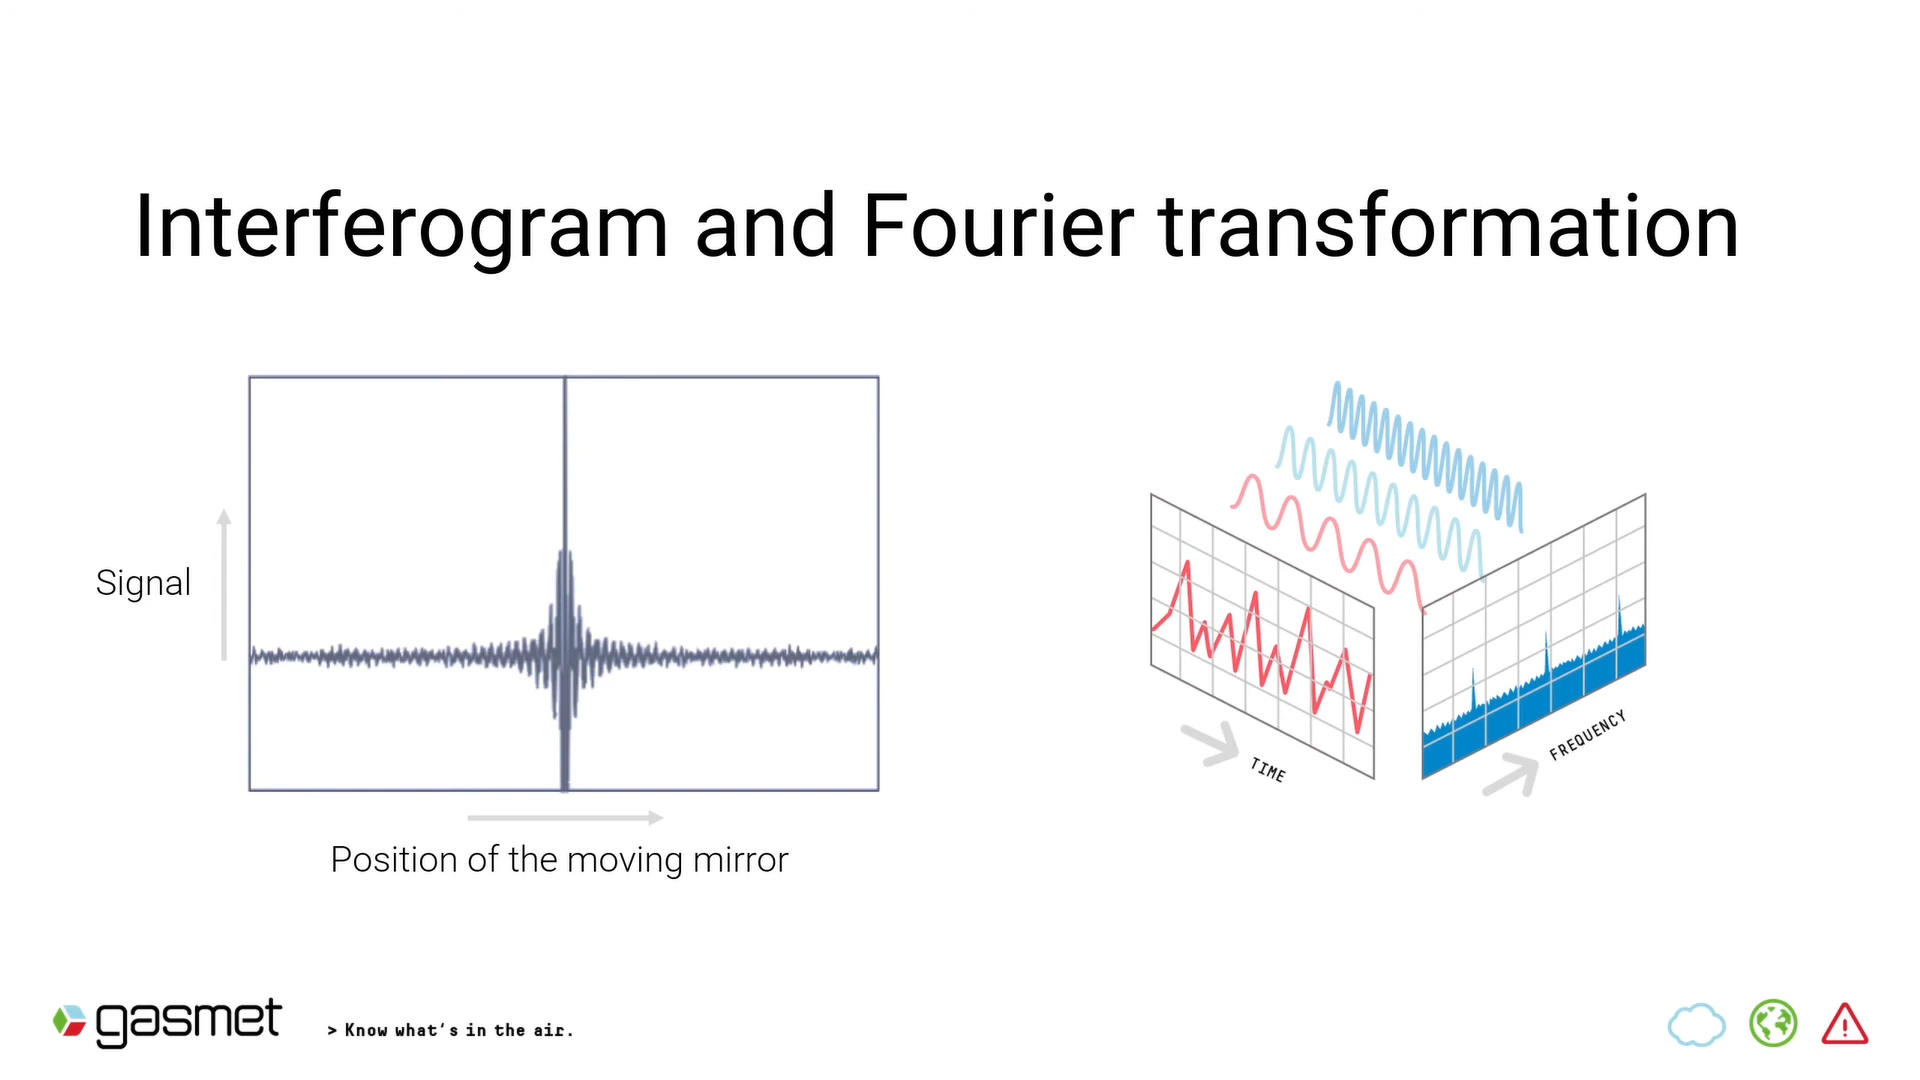 Interferogram and Fourier transformation
Signal
Position of the moving mirror
TIME
FREQUENCY
gasmet
> Know what's in the air.